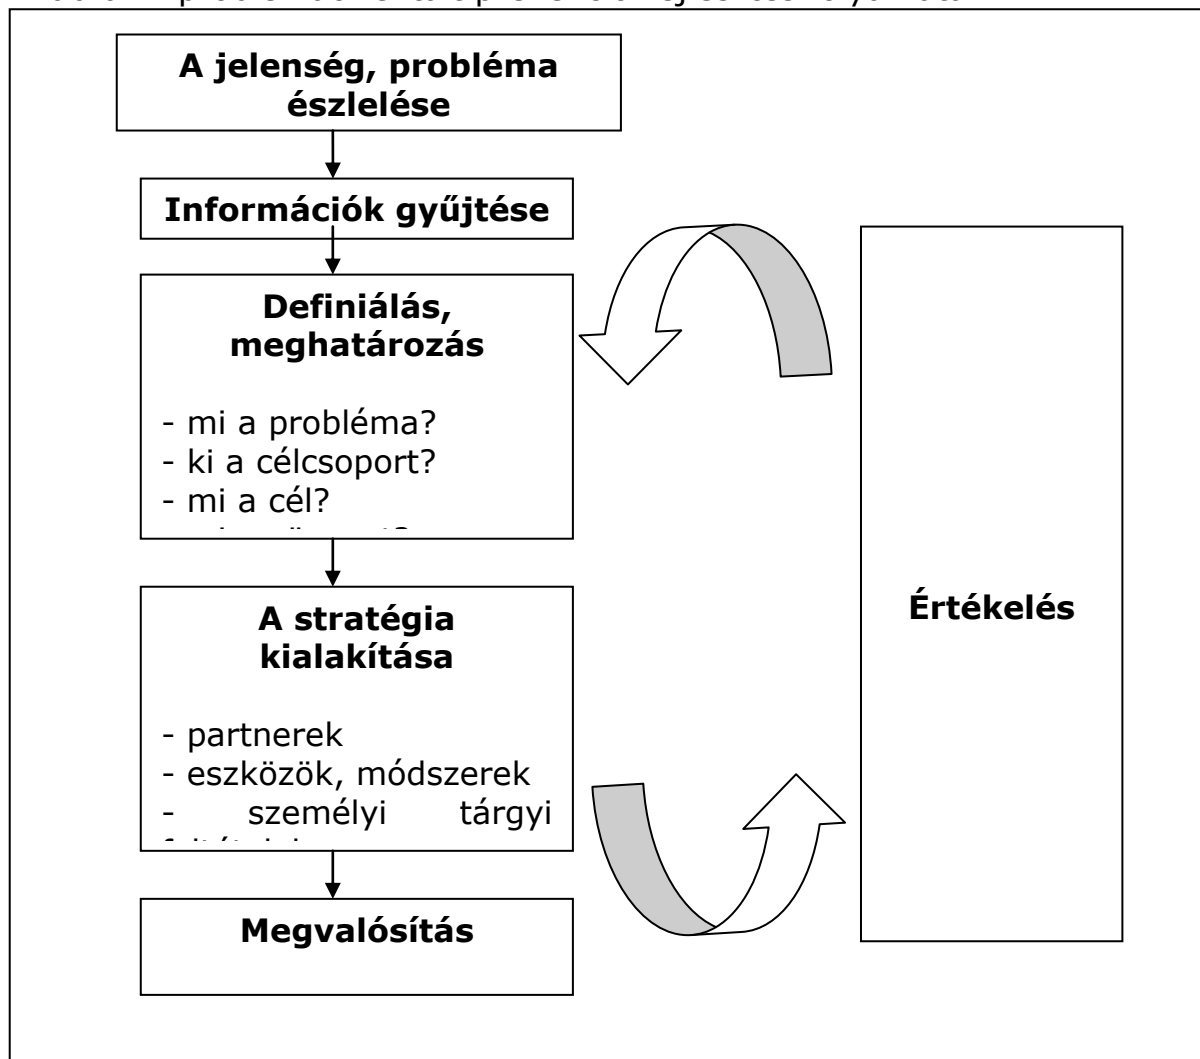 A jelenség, probléma
észlelése
Információk gyűjtése
Definiálás,
meghatározás
- mi a probléma?
- ki a célcsoport?
- mi a cél?
A stratégia
kialakítása
- partnerek
- eszközök, módszerek
- személyi tárgyi
Megvalósítás
Értékelés